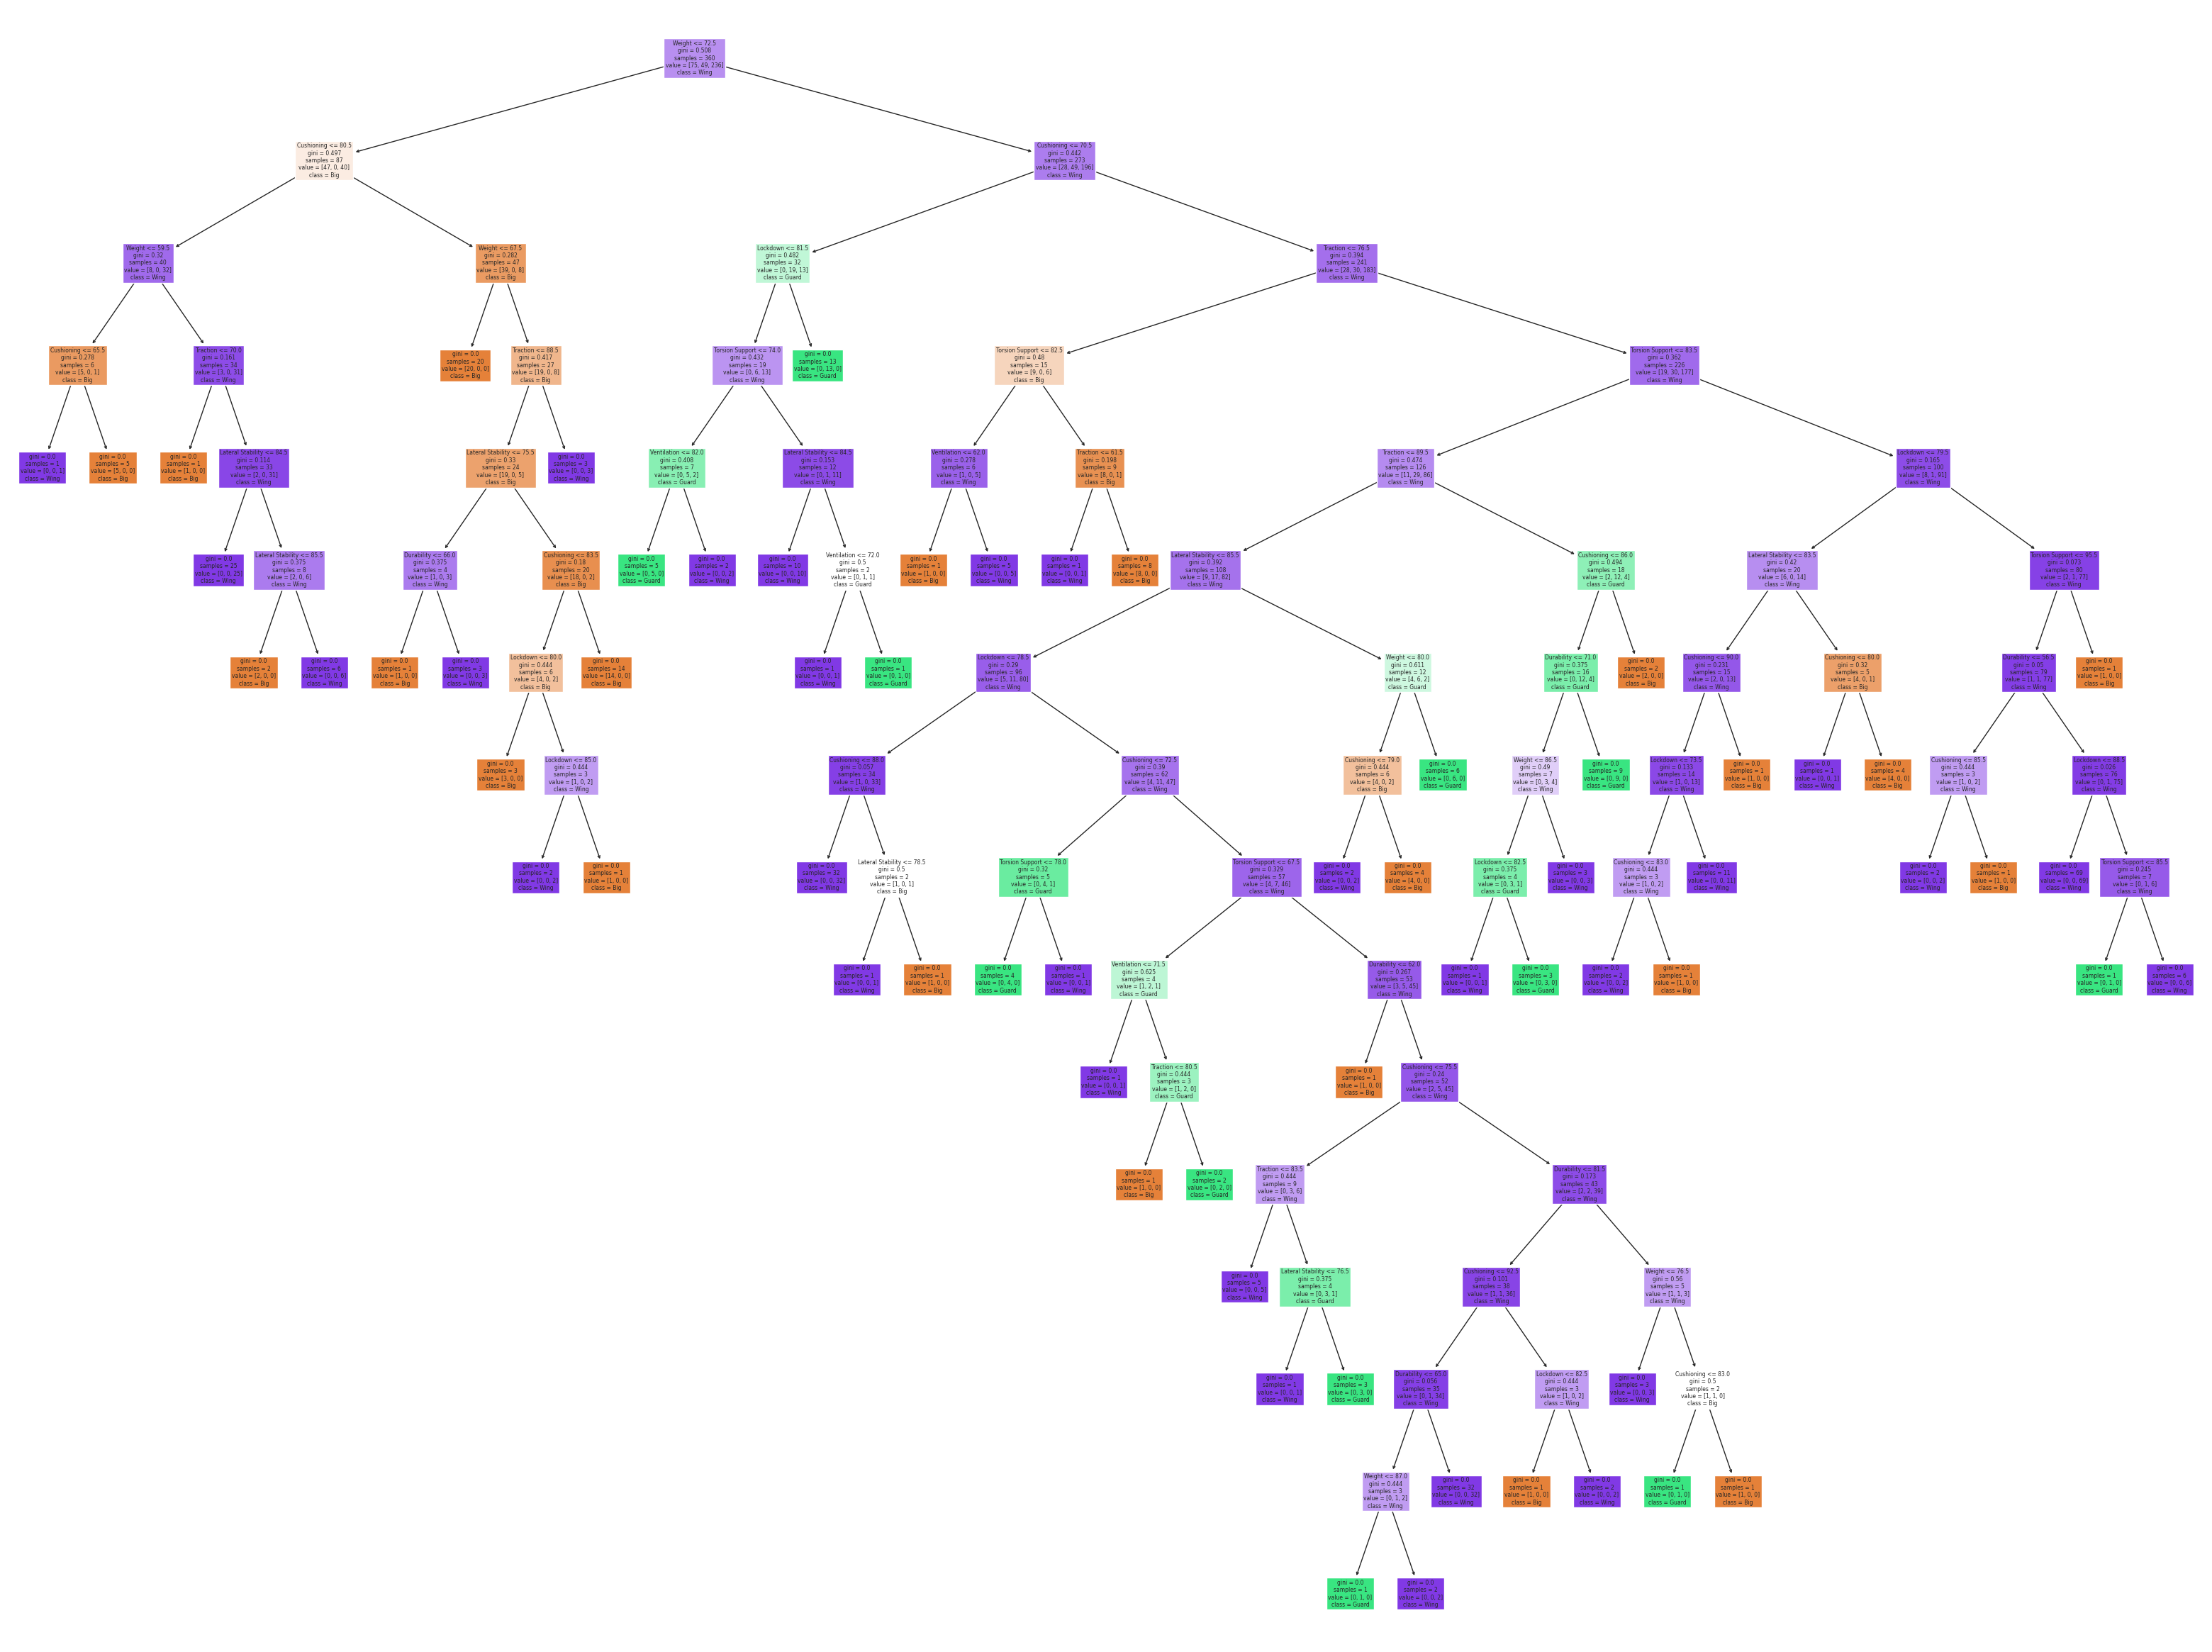 Weight <= 72.5
gini = 0.508
samples = 360
value = [75, 49, 236]
class = Wing
Cushioning <= 80.5
gini = 0.497
samples = 87
value = [47, 0, 40]
class = Big
Cushioning <= 70.5
gini = 0.442
samples = 273
value = [28, 49, 196]
class = Wing
Weight <= 59.5
gini = 0.32
samples = 40
value = [8, 0, 32]
class = Wing
Weight <= 67.5
gini = 0.282
samples = 47
value = [39, 0, 8]
class = Big
Lockdown <= 81.5
gini = 0.482
samples = 32
value = [0, 19, 13]
class = Guard
Traction <= 76.5
gini = 0.394
samples = 241
value = [28, 30, 183]
class = Wing
Cushioning <= 65.5
gini = 0.278
samples = 6
value = [5, 0, 1]
class = Big
Traction <= 70.0
gini = 0.161
samples = 34
value = [3, 0, 31]
class = Wing
gini = 0.0
samples = 20
value = [20, 0, 0]
class = Big
Traction <= 88.5
gini = 0.417
samples = 27
value = [19, 0, 8]
class = Big
Torsion Support <= 74.0
gini = 0.432
samples = 19
value = [0, 6, 13]
class = Wing
gini = 0.0
samples = 13
value = [0, 13, 0]
class = Guard
Torsion Support <= 82.5
gini = 0.48
samples = 15
value = [9, 0, 6]
class = Big
Torsion Support <= 83.5
gini = 0.362
samples = 226
value = [19, 30, 177]
class = Wing
gini = 0.0
samples = 1
value = [0, 0, 1]
class = Wing
gini = 0.0
samples = 5
value = [5, 0, 0]
class = Big
gini = 0.0
samples = 1
value = [1, 0, 0]
class = Big
Lateral Stability <= 84.5
gini = 0.114
samples = 33
value = [2, 0, 31]
class = Wing
Lateral Stability <= 75.5
gini = 0.33
samples = 24
value = [19, 0, 5]
class = Big
gini = 0.0
samples = 3
value = [0, 0, 3]
class = Wing
Ventilation <= 82.0
gini = 0.408
samples = 7
value = [0, 5, 2]
class = Guard
Lateral Stability <= 84.5
gini = 0.153
samples = 12
value = [0, 1, 11]
class = Wing
Ventilation <= 62.0
gini = 0.278
samples = 6
value = [1, 0, 5]
class = Wing
Traction <= 61.5
gini = 0.198
samples = 9
value = [8, 0, 1]
class = Big
Traction <= 89.5
gini = 0.474
samples = 126
value = [11, 29, 86]
class = Wing
Lockdown <= 79.5
gini = 0.165
samples = 100
value = [8, 1, 91]
class = Wing
gini = 0.0
samples = 25
value = [0, 0, 25]
class = Wing
Lateral Stability <= 85.5
gini = 0.375
samples = 8
value = [2, 0, 6]
class = Wing
Durability <= 66.0
gini = 0.375
samples = 4
value = [1, 0, 3]
class = Wing
Cushioning <= 83.5
gini = 0.18
samples = 20
value = [18, 0, 2]
class = Big
gini = 0.0
samples = 5
value = [0, 5, 0]
class = Guard
gini = 0.0
samples = 2
value = [0, 0, 2]
class = Wing
gini = 0.0
samples = 10
value = [0, 0, 10]
class = Wing
Ventilation <= 72.0
gini = 0.5
samples = 2
value = [0, 1, 1]
class = Guard
gini = 0.0
samples = 1
value = [1, 0, 0]
class = Big
gini = 0.0
samples = 5
value = [0, 0, 5]
class = Wing
gini = 0.0
samples = 1
value = [0, 0, 1]
class = Wing
gini = 0.0
samples = 8
value = [8, 0, 0]
class = Big
Lateral Stability <= 85.5
gini = 0.392
samples = 108
value = [9, 17, 82]
class = Wing
Cushioning <= 86.0
gini = 0.494
samples = 18
value = [2, 12, 4]
class = Guard
Lateral Stability <= 83.5
gini = 0.42
samples = 20
value = [6, 0, 14]
class = Wing
Torsion Support <= 95.5
gini = 0.073
samples = 80
value = [2, 1, 77]
class = Wing
gini = 0.0
samples = 2
value = [2, 0, 0]
class = Big
gini = 0.0
samples = 6
value = [0, 0, 6]
class = Wing
gini = 0.0
samples = 1
value = [1, 0, 0]
class = Big
gini = 0.0
samples = 3
value = [0, 0, 3]
class = Wing
Lockdown <= 80.0
gini = 0.444
samples = 6
value = [4, 0, 2]
class = Big
gini = 0.0
samples = 14
value = [14, 0, 0]
class = Big
gini = 0.0
samples = 1
value = [0, 0, 1]
class = Wing
gini = 0.0
samples = 1
value = [0, 1, 0]
class = Guard
Lockdown <= 78.5
gini = 0.29
samples = 96
value = [5, 11, 80]
class = Wing
Weight <= 80.0
gini = 0.611
samples = 12
value = [4, 6, 2]
class = Guard
Durability <= 71.0
gini = 0.375
samples = 16
value = [0, 12, 4]
class = Guard
gini = 0.0
samples = 2
value = [2, 0, 0]
class = Big
Cushioning <= 90.0
gini = 0.231
samples = 15
value = [2, 0, 13]
class = Wing
Cushioning <= 80.0
gini = 0.32
samples = 5
value = [4, 0, 1]
class = Big
Durability <= 56.5
gini = 0.05
samples = 79
value = [1, 1, 77]
class = Wing
gini = 0.0
samples = 1
value = [1, 0, 0]
class = Big
gini = 0.0
samples = 3
value = [3, 0, 0]
class = Big
Lockdown <= 85.0
gini = 0.444
samples = 3
value = [1, 0, 2]
class = Wing
Cushioning <= 88.0
gini = 0.057
samples = 34
value = [1, 0, 33]
class = Wing
Cushioning <= 72.5
gini = 0.39
samples = 62
value = [4, 11, 47]
class = Wing
Cushioning <= 79.0
gini = 0.444
samples = 6
value = [4, 0, 2]
class = Big
gini = 0.0
samples = 6
value = [0, 6, 0]
class = Guard
Weight <= 86.5
gini = 0.49
samples = 7
value = [0, 3, 4]
class = Wing
gini = 0.0
samples = 9
value = [0, 9, 0]
class = Guard
Lockdown <= 73.5
gini = 0.133
samples = 14
value = [1, 0, 13]
class = Wing
gini = 0.0
samples = 1
value = [1, 0, 0]
class = Big
gini = 0.0
samples = 1
value = [0, 0, 1]
class = Wing
gini = 0.0
samples = 4
value = [4, 0, 0]
class = Big
Cushioning <= 85.5
gini = 0.444
samples = 3
value = [1, 0, 2]
class = Wing
Lockdown <= 88.5
gini = 0.026
samples = 76
value = [0, 1, 75]
class = Wing
gini = 0.0
samples = 2
value = [0, 0, 2]
class = Wing
gini = 0.0
samples = 1
value = [1, 0, 0]
class = Big
gini = 0.0
samples = 32
value = [0, 0, 32]
class = Wing
Lateral Stability <= 78.5
gini = 0.5
samples = 2
value = [1, 0, 1]
class = Big
Torsion Support <= 78.0
gini = 0.32
samples = 5
value = [0, 4, 1]
class = Guard
Torsion Support <= 67.5
gini = 0.329
samples = 57
value = [4, 7, 46]
class = Wing
gini = 0.0
samples = 2
value = [0, 0, 2]
class = Wing
gini = 0.0
samples = 4
value = [4, 0, 0]
class = Big
Lockdown <= 82.5
gini = 0.375
samples = 4
value = [0, 3, 1]
class = Guard
gini = 0.0
samples = 3
value = [0, 0, 3]
class = Wing
Cushioning <= 83.0
gini = 0.444
samples = 3
value = [1, 0, 2]
class = Wing
gini = 0.0
samples = 11
value = [0, 0, 11]
class = Wing
gini = 0.0
samples = 2
value = [0, 0, 2]
class = Wing
gini = 0.0
samples = 1
value = [1, 0, 0]
class = Big
gini = 0.0
samples = 69
value = [0, 0, 69]
class = Wing
Torsion Support <= 85.5
gini = 0.245
samples = 7
value = [0, 1, 6]
class = Wing
gini = 0.0
samples = 1
value = [0, 0, 1]
class = Wing
gini = 0.0
samples = 1
value = [1, 0, 0]
class = Big
gini = 0.0
samples = 4
value = [0, 4, 0]
class = Guard
gini = 0.0
samples = 1
value = [0, 0, 1]
class = Wing
Ventilation <= 71.5
gini = 0.625
samples = 4
value = [1, 2, 1]
class = Guard
Durability <= 62.0
gini = 0.267
samples = 53
value = [3, 5, 45]
class = Wing
gini = 0.0
samples = 1
value = [0, 0, 1]
class = Wing
gini = 0.0
samples = 3
value = [0, 3, 0]
class = Guard
gini = 0.0
samples = 2
value = [0, 0, 2]
class = Wing
gini = 0.0
samples = 1
value = [1, 0, 0]
class = Big
gini = 0.0
samples = 1
value = [0, 1, 0]
class = Guard
gini = 0.0
samples = 6
value = [0, 0, 6]
class = Wing
gini = 0.0
samples = 1
value = [0, 0, 1]
class = Wing
Traction <= 80.5
gini = 0.444
samples = 3
value = [1, 2, 0]
class = Guard
gini = 0.0
samples = 1
value = [1, 0, 0]
class = Big
Cushioning <= 75.5
gini = 0.24
samples = 52
value = [2, 5, 45]
class = Wing
gini = 0.0
samples = 1
value = [1, 0, 0]
class = Big
gini = 0.0
samples = 2
value = [0, 2, 0]
class = Guard
Traction <= 83.5
gini = 0.444
samples = 9
value = [0, 3, 6]
class = Wing
Durability <= 81.5
gini = 0.173
samples = 43
value = [2, 2, 39]
class = Wing
gini = 0.0
samples = 5
value = [0, 0, 5]
class = Wing
Lateral Stability <= 76.5
gini = 0.375
samples = 4
value = [0, 3, 1]
class = Guard
Cushioning <= 92.5
gini = 0.101
samples = 38
value = [1, 1, 36]
class = Wing
Weight <= 76.5
gini = 0.56
samples = 5
value = [1, 1, 3]
class = Wing
gini = 0.0
samples = 1
value = [0, 0, 1]
class = Wing
gini = 0.0
samples = 3
value = [0, 3, 0]
class = Guard
Durability <= 65.0
gini = 0.056
samples = 35
value = [0, 1, 34]
class = Wing
Lockdown <= 82.5
gini = 0.444
samples = 3
value = [1, 0, 2]
class = Wing
gini = 0.0
samples = 3
value = [0, 0, 3]
class = Wing
Cushioning <= 83.0
gini = 0.5
samples = 2
value = [1, 1, 0]
class = Big
Weight <= 87.0
gini = 0.444
samples = 3
value = [0, 1, 2]
class = Wing
gini = 0.0
samples = 32
value = [0, 0, 32]
class = Wing
gini = 0.0
samples = 1
value = [1, 0, 0]
class = Big
gini = 0.0
samples = 2
value = [0, 0, 2]
class = Wing
gini = 0.0
samples = 1
value = [0, 1, 0]
class = Guard
gini = 0.0
samples = 1
value = [1, 0, 0]
class = Big
gini = 0.0
samples = 1
value = [0, 1, 0]
class = Guard
gini = 0.0
samples = 2
value = [0, 0, 2]
class = Wing